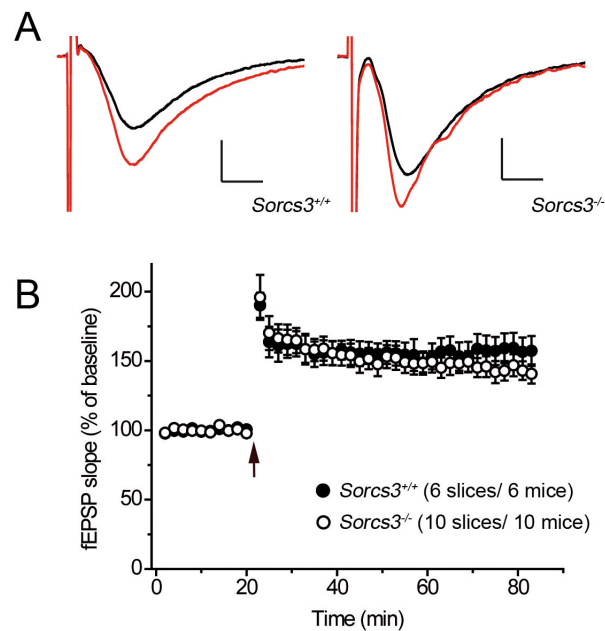 A
Sorcs3+/+
Sorcs3-/-
B
fEPSP slope (% of baseline)
200
150
100
50
0
Sorcs3+/+ (6 slices/ 6 mice)
Sorcs3-/- (10 slices/ 10 mice)
0 20 40 60 80
Time (min)